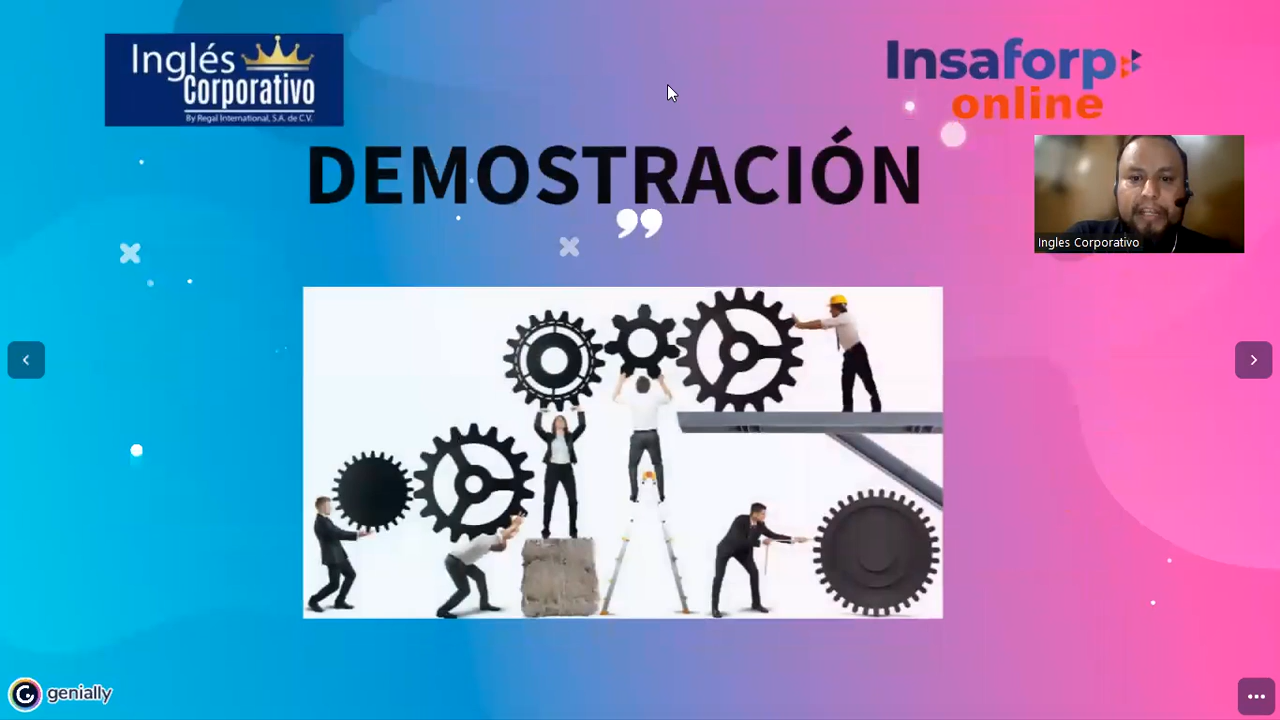 Inglés
Corporativo
By Regal International, S.A. de C.V.
Insaforp
online
DEMOSTRACIÓN
”
Ingles Corporativo
genially